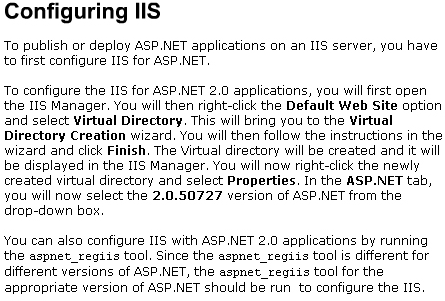 Configuring IIS
To publish or deploy ASP.NET applications on an IIS server, you have
to first configure IIS for ASP.NET.
To configure the IIS for ASP.NET 2.0 applications, you will first open
the IIS Manager. You will then right-click the Default Web Site option
and select Virtual Directory. This will bring you to the Virtual
Directory Creation wizard. You will then follow the instructions in the
wizard and click Finish. The Virtual directory will be created and it will
be displayed in the IIS Manager. You will now right-click the newly
created virtual directory and select Properties. In the ASP.NET tab,
you will now select the 2.0.50727 version of ASP.NET from the
drop-down box.
You can also configure IIS with ASP.NET 2.0 applications by running
the aspnet_regiis tool. Since the aspnet_regiis tool is different for
different versions of ASP.NET, the aspnet_regiis tool for the
appropriate version of ASP.NET should be run  to configure the IIS.